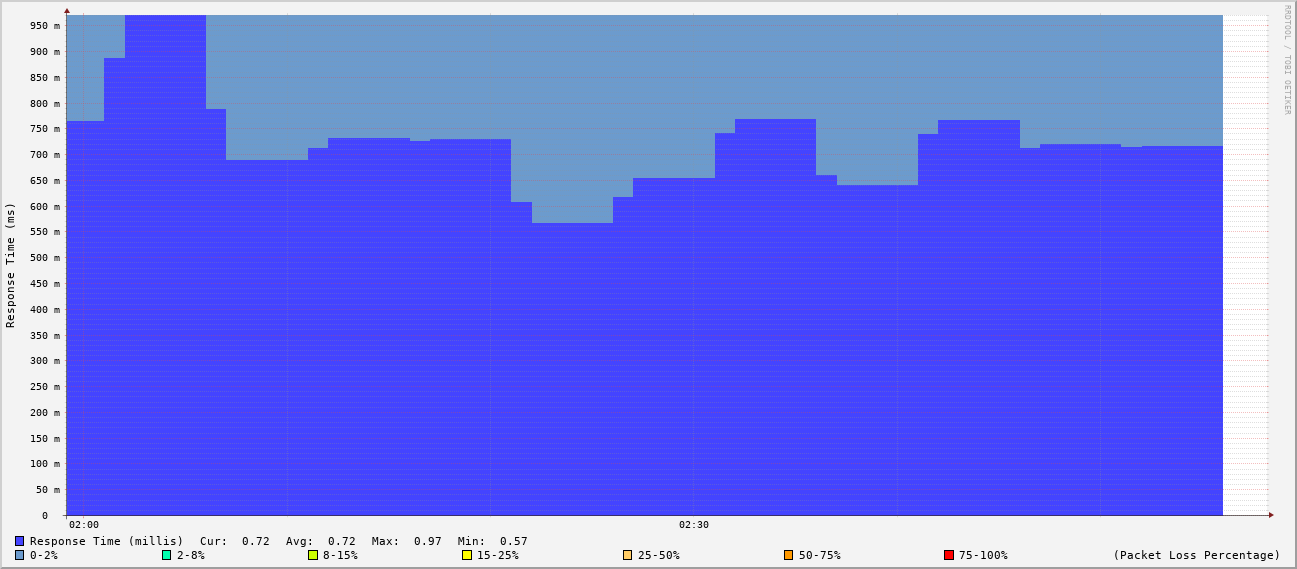 RRDTOOL / TOBI OETIKER
Response Time (ms)
950 m
900 m
850 m
800 m
750 m
700 m
650 m
600 m
550 m
500 m
450 m
400 m
350 m
300 m
250 m
200 m
150 m
100 m
50 m
0
02:00 02:30
Response Time (millis) Cur: 0.72 Avg: 0.72 Max: 0.97 Min: 0.57
0-2% 2-8% 8-15% 15-25% 25-50% 50-75% 75-100% (Packet Loss Percentage)